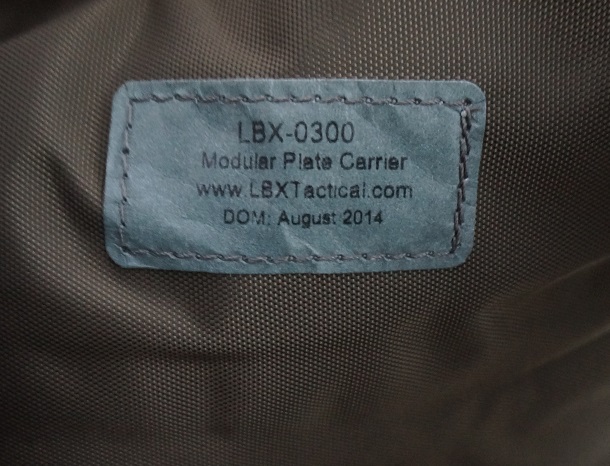 LBX-0300
Modular Plate Carrier
www.LBXTactical.com
DOM: August 2014